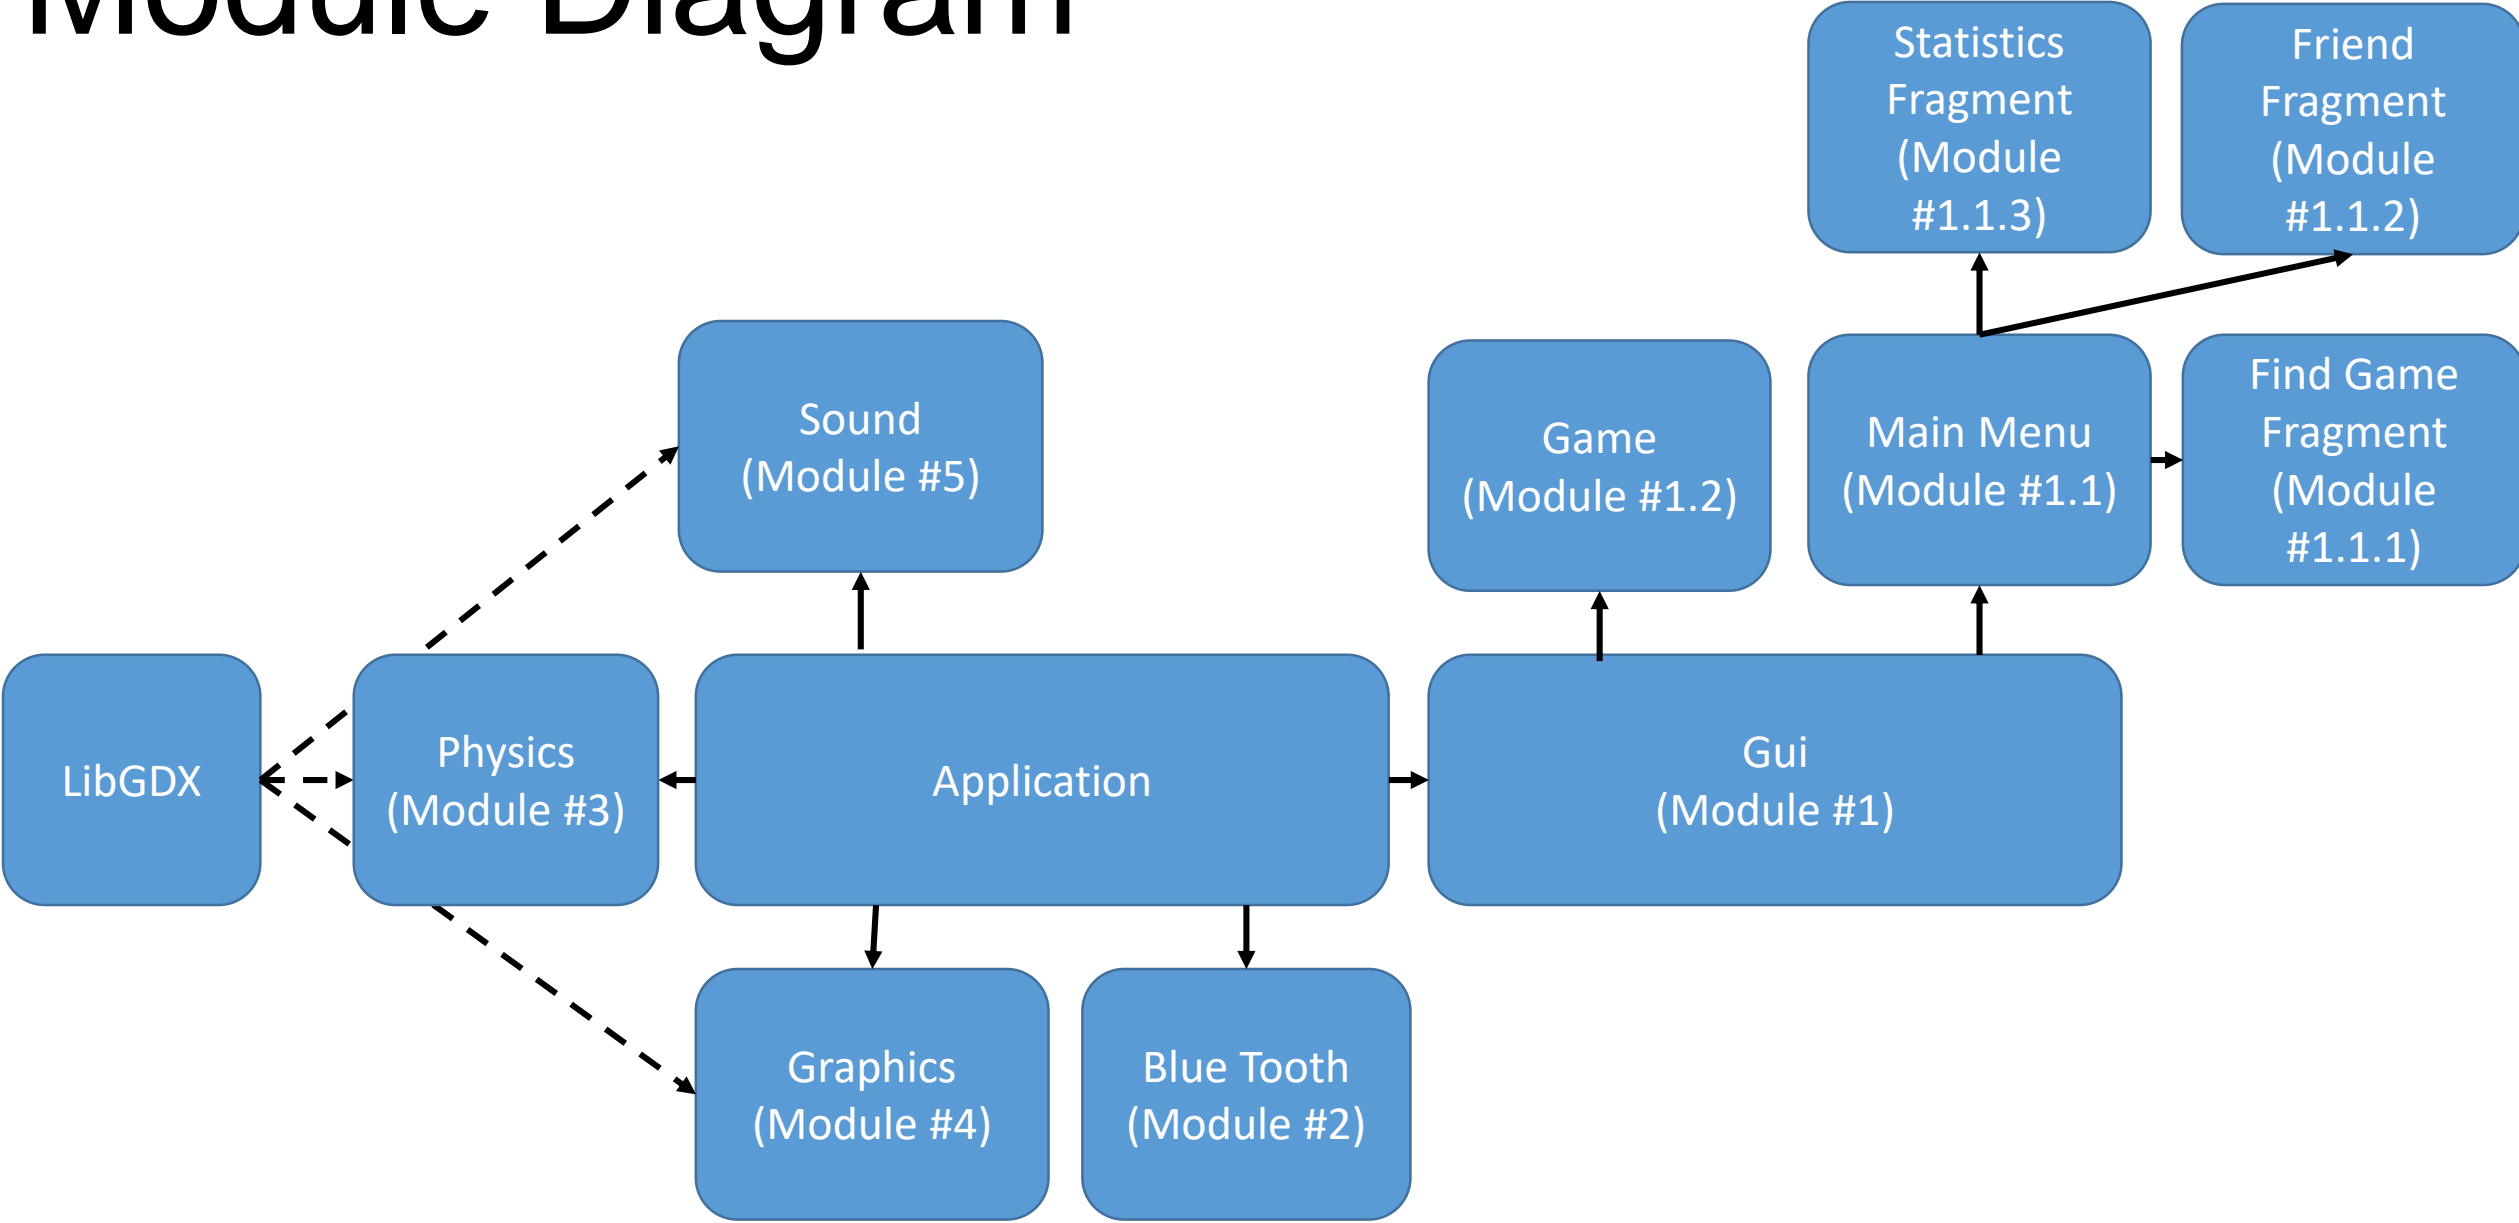 Module Diagram
Statistics
Fragment
(Module
#1.1.3)
Friend
Fragment
(Module
#1.1.2)
Sound
(Module #5)
Game
(Module #1.2)
Main Menu
(Module #1.1)
Find Game
Fragment
(Module
#1.1.1)
LibGDX
Physics
(Module #3)
Application
Gui
(Module #1)
Graphics
(Module #4)
Blue Tooth
(Module #2)